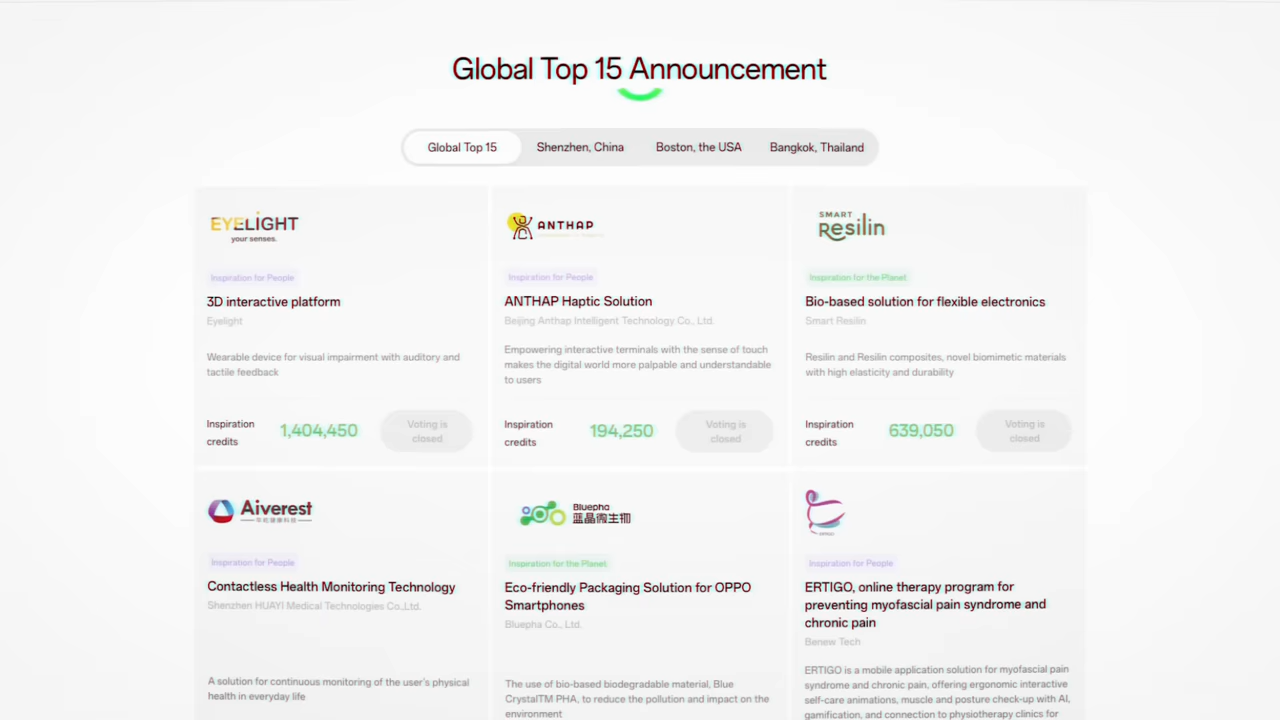 Global Top 15 Announcement
Global Top 15
Shenzhen, China
Boston, the USA
Bangkok, Thailand
EYELIGHT
your senses.
Inspiration for People
3D interactive platform
Eyelight
Wearable device for visual impairment with auditory and
tactile feedback
Inspiration
credits
1,404,450
Voting is
closed
ANTHAP
Inspiration for People
ANTHAP Haptic Solution
Beijing Anthap Intelligent Technology Co., Ltd.
Empowering interactive terminals with the sense of touch
makes the digital world more palpable and understandable
to users
Inspiration
credits
194,250
Voting is
closed
SMART
Resilin
Inspiration for the Planet
Bio-based solution for flexible electronics
Smart Resilin
Resilin and Resilin composites, novel biomimetic materials
with high elasticity and durability
Inspiration
credits
639,050
Voting is
closed
Aiverest
Inspiration for People
Contactless Health Monitoring Technology
Shenzhen HUAYI Medical Technologies Co.,Ltd.
A solution for continuous monitoring of the user's physical
health in everyday life
Bluepha
蓝晶微生物
Inspiration for the Planet
Eco-friendly Packaging Solution for OPPO
Smartphones
Bluepha Co., Ltd.
The use of bio-based biodegradable material, Blue
CrystalTM PHA, to reduce the pollution and impact on the
environment
Inspiration for People
ERTIGO, online therapy program for
preventing myofascial pain syndrome and
chronic pain
Benew Tech
ERTIGO is a mobile application solution for myofascial pain
syndrome and chronic pain, offering ergonomic interactive
self-care animations, muscle and posture check-up with AI,
gamification, and connection to physiotherapy clinics for